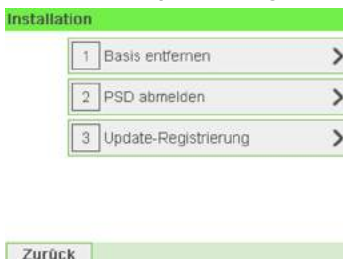 Installation
1 Basis entfernen
2 PSD abmelden
3 Update-Registrierung
Zurück